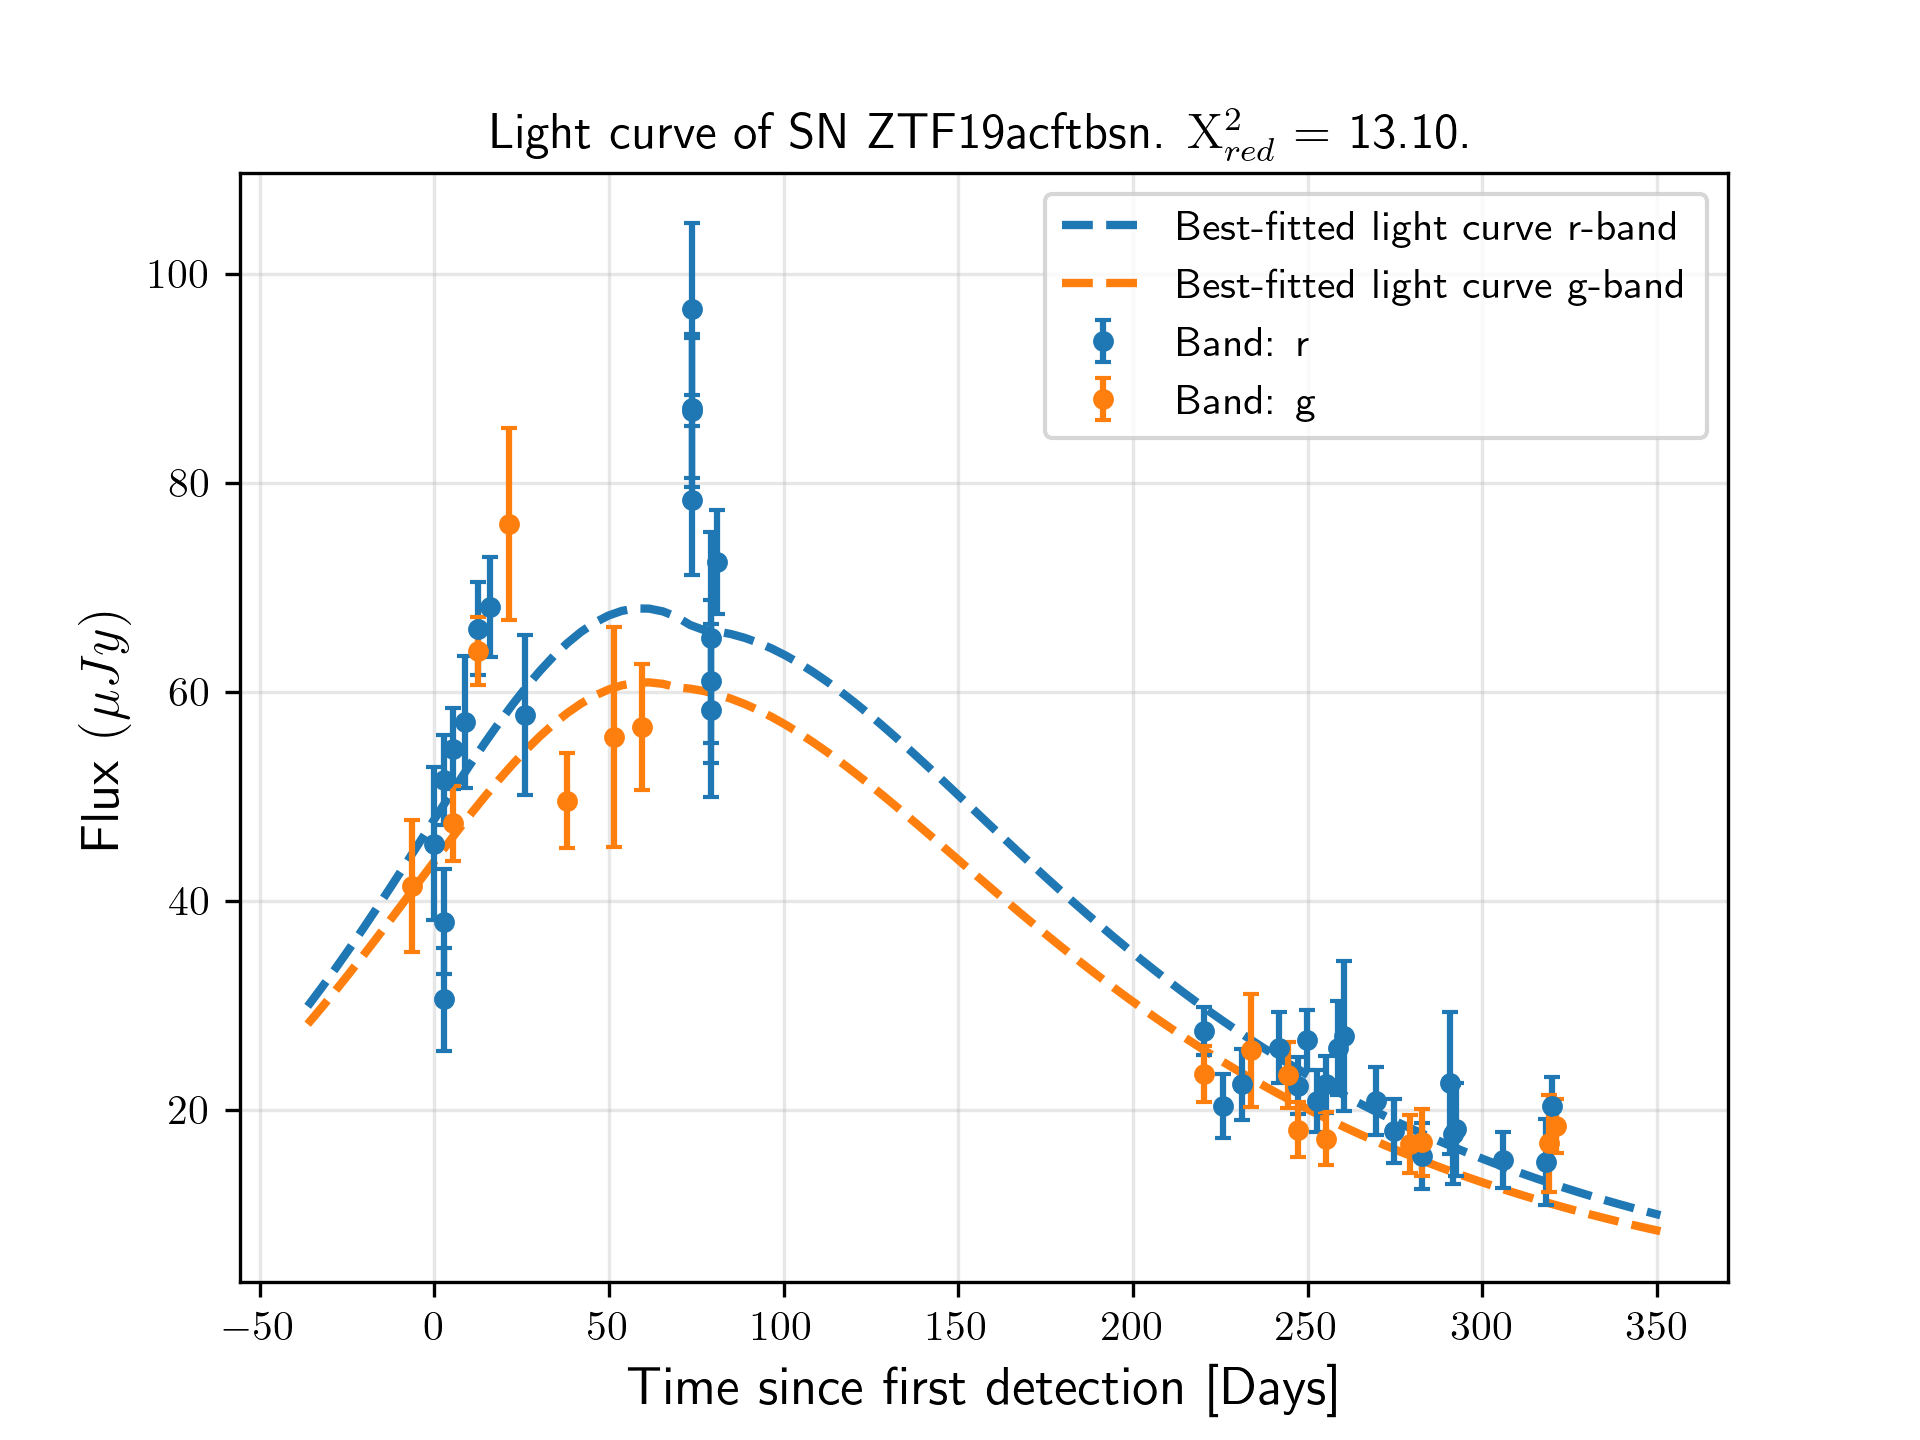 Light curve of SN ZTF19acftbsn. X²_red = 13.10.
Best-fitted light curve r-band
Best-fitted light curve g-band
Band: r
Band: g
Flux (μJy)
100
80
60
40
20
−50 0 50 100 150 200 250 300 350
Time since first detection [Days]